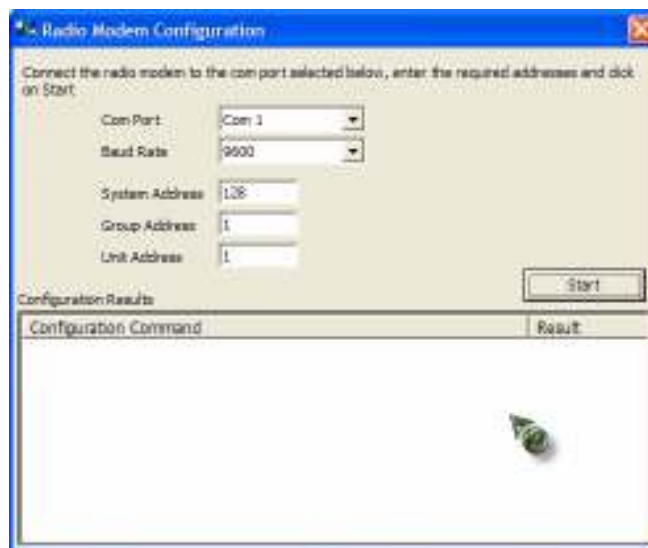 Radio Modem Configuration
Connect the radio modem to the com port selected below, enter the required addresses and click
on Start
Com Port Com 1
Baud Rate 9600
System Address 128
Group Address 1
Unit Address 1
Start
Configuration Results
Configuration Command Result